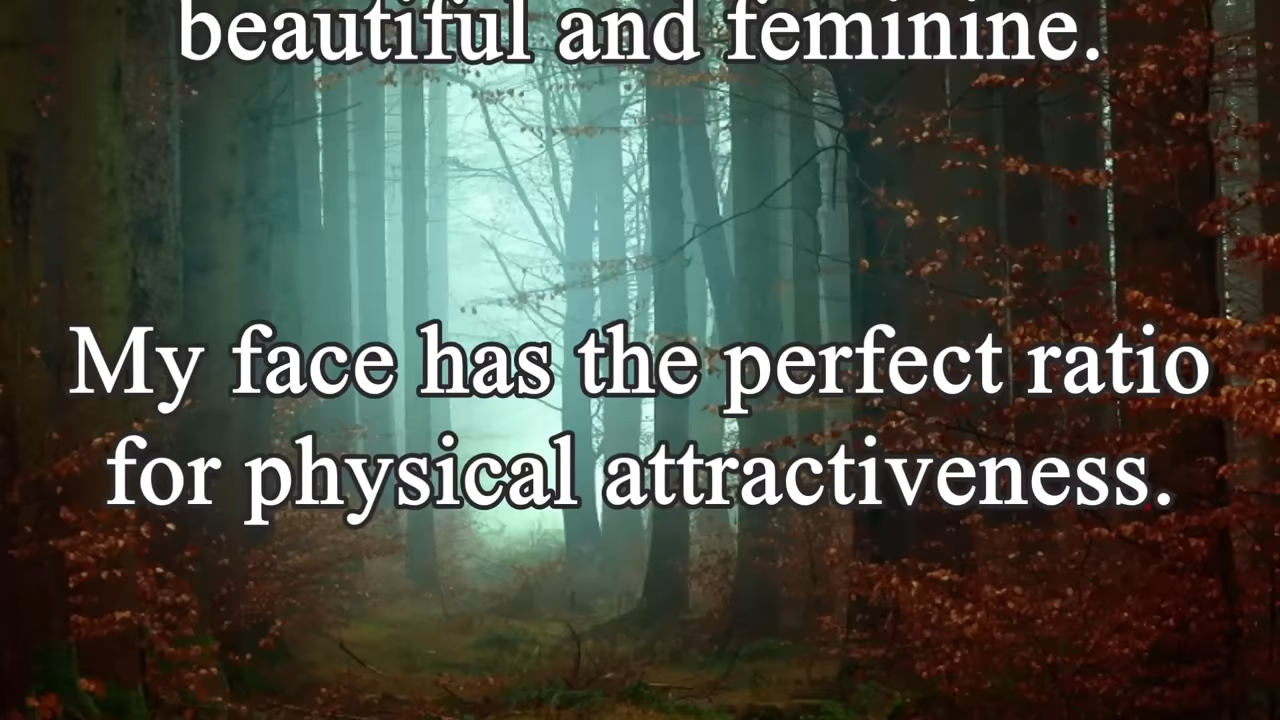 beautiful and feminine.
My face has the perfect ratio
for physical attractiveness.